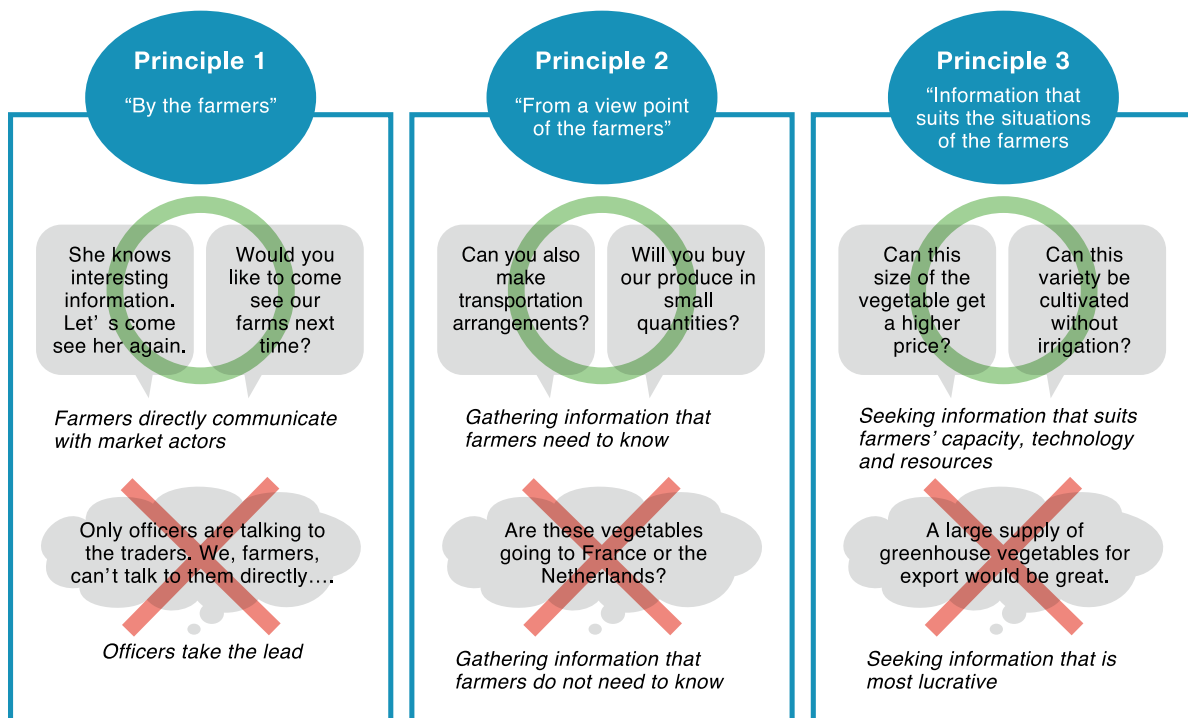 Principle 1
“By the farmers”
She knows
interesting
information.
Let’ s come
see her again.
Would you
like to come
see our
farms next
time?
Farmers directly communicate
with market actors
Only officers are talking to
the traders. We, farmers,
can’t talk to them directly….
Officers take the lead
Principle 2
“From a view point
of the farmers”
Can you also
make
transportation
arrangements?
Will you buy
our produce in
small
quantities?
Gathering information that
farmers need to know
Are these vegetables
going to France or the
Netherlands?
Gathering information that
farmers do not need to know
Principle 3
“Information that
suits the situations
of the farmers
Can this
size of the
vegetable get
a higher
price?
Can this
variety be
cultivated
without
irrigation?
Seeking information that suits
farmers’ capacity, technology
and resources
A large supply of
greenhouse vegetables for
export would be great.
Seeking information that is
most lucrative